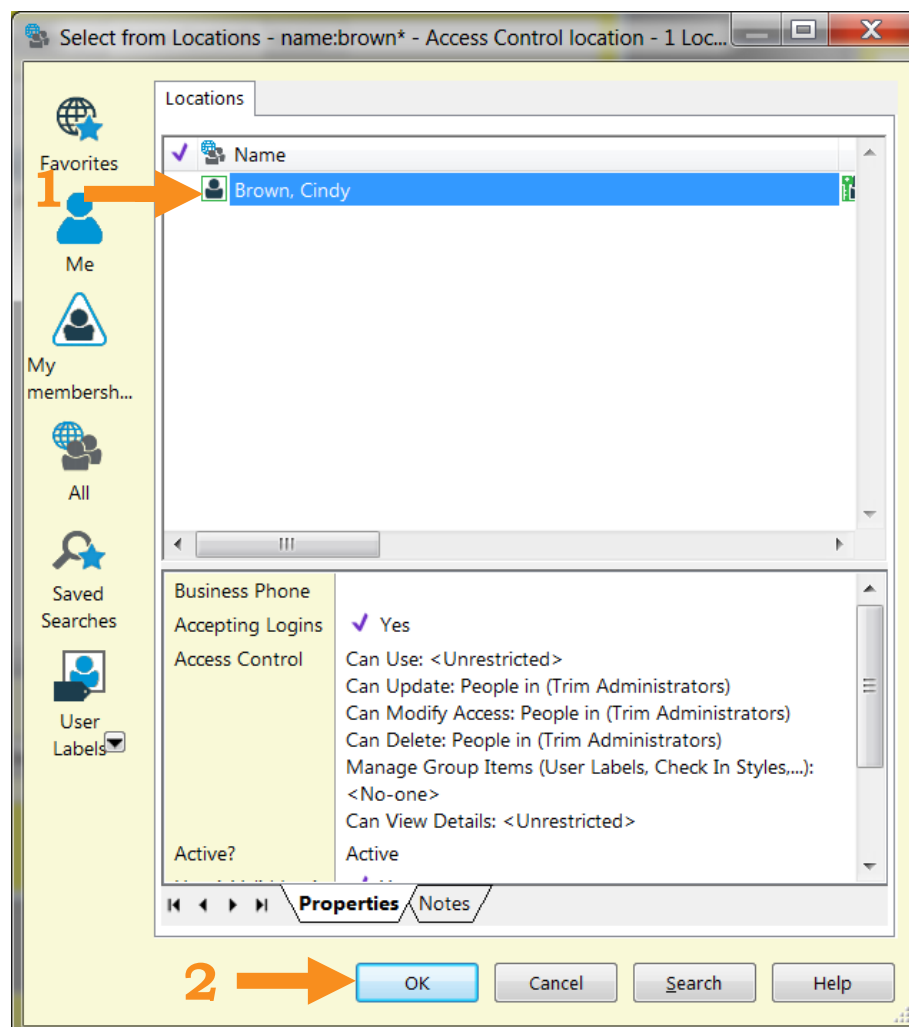 Select from Locations - name:brown* - Access Control location - 1 Loc...
Locations
Favorites
Me
My
membersh...
All
Saved
Searches
User
Labels
Name
1
Brown, Cindy
Business Phone
Accepting Logins Yes
Access Control Can Use: <Unrestricted>
Can Update: People in (Trim Administrators)
Can Modify Access: People in (Trim Administrators)
Can Delete: People in (Trim Administrators)
Manage Group Items (User Labels, Check In Styles,...):
<No-one>
Can View Details: <Unrestricted>
Active? Active
Properties Notes
2
OK Cancel Search Help